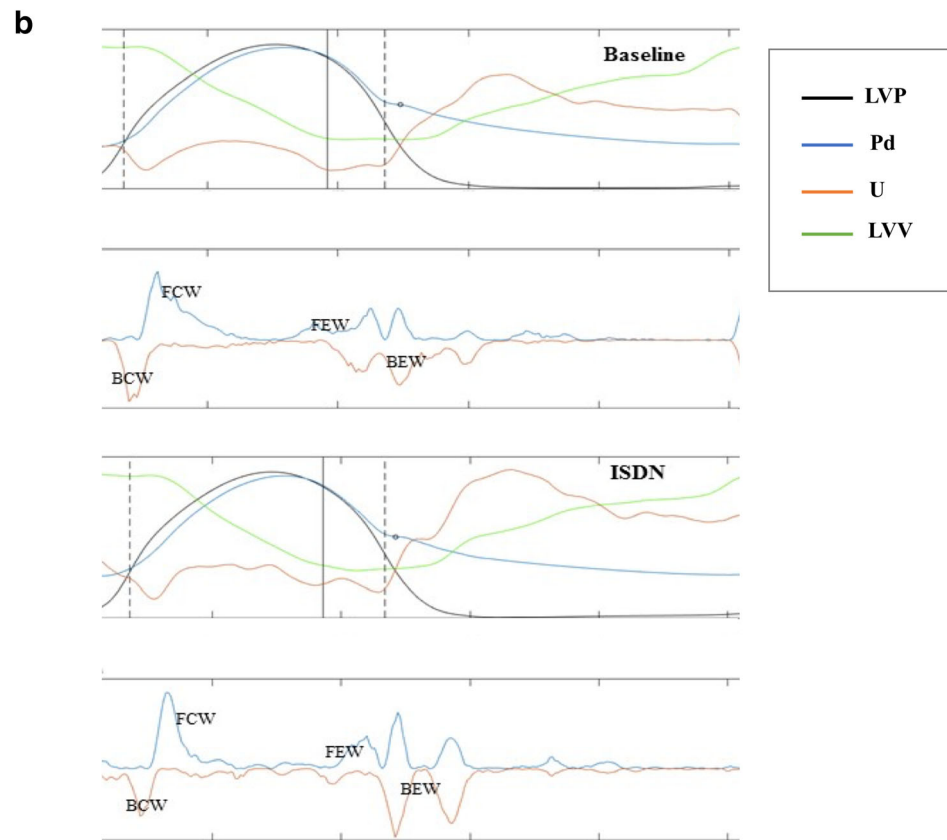 b
Baseline
LVP
Pd
U
LVV
FCW
FEW
BCW
BEW
ISDN
FCW
FEW
BCW
BEW